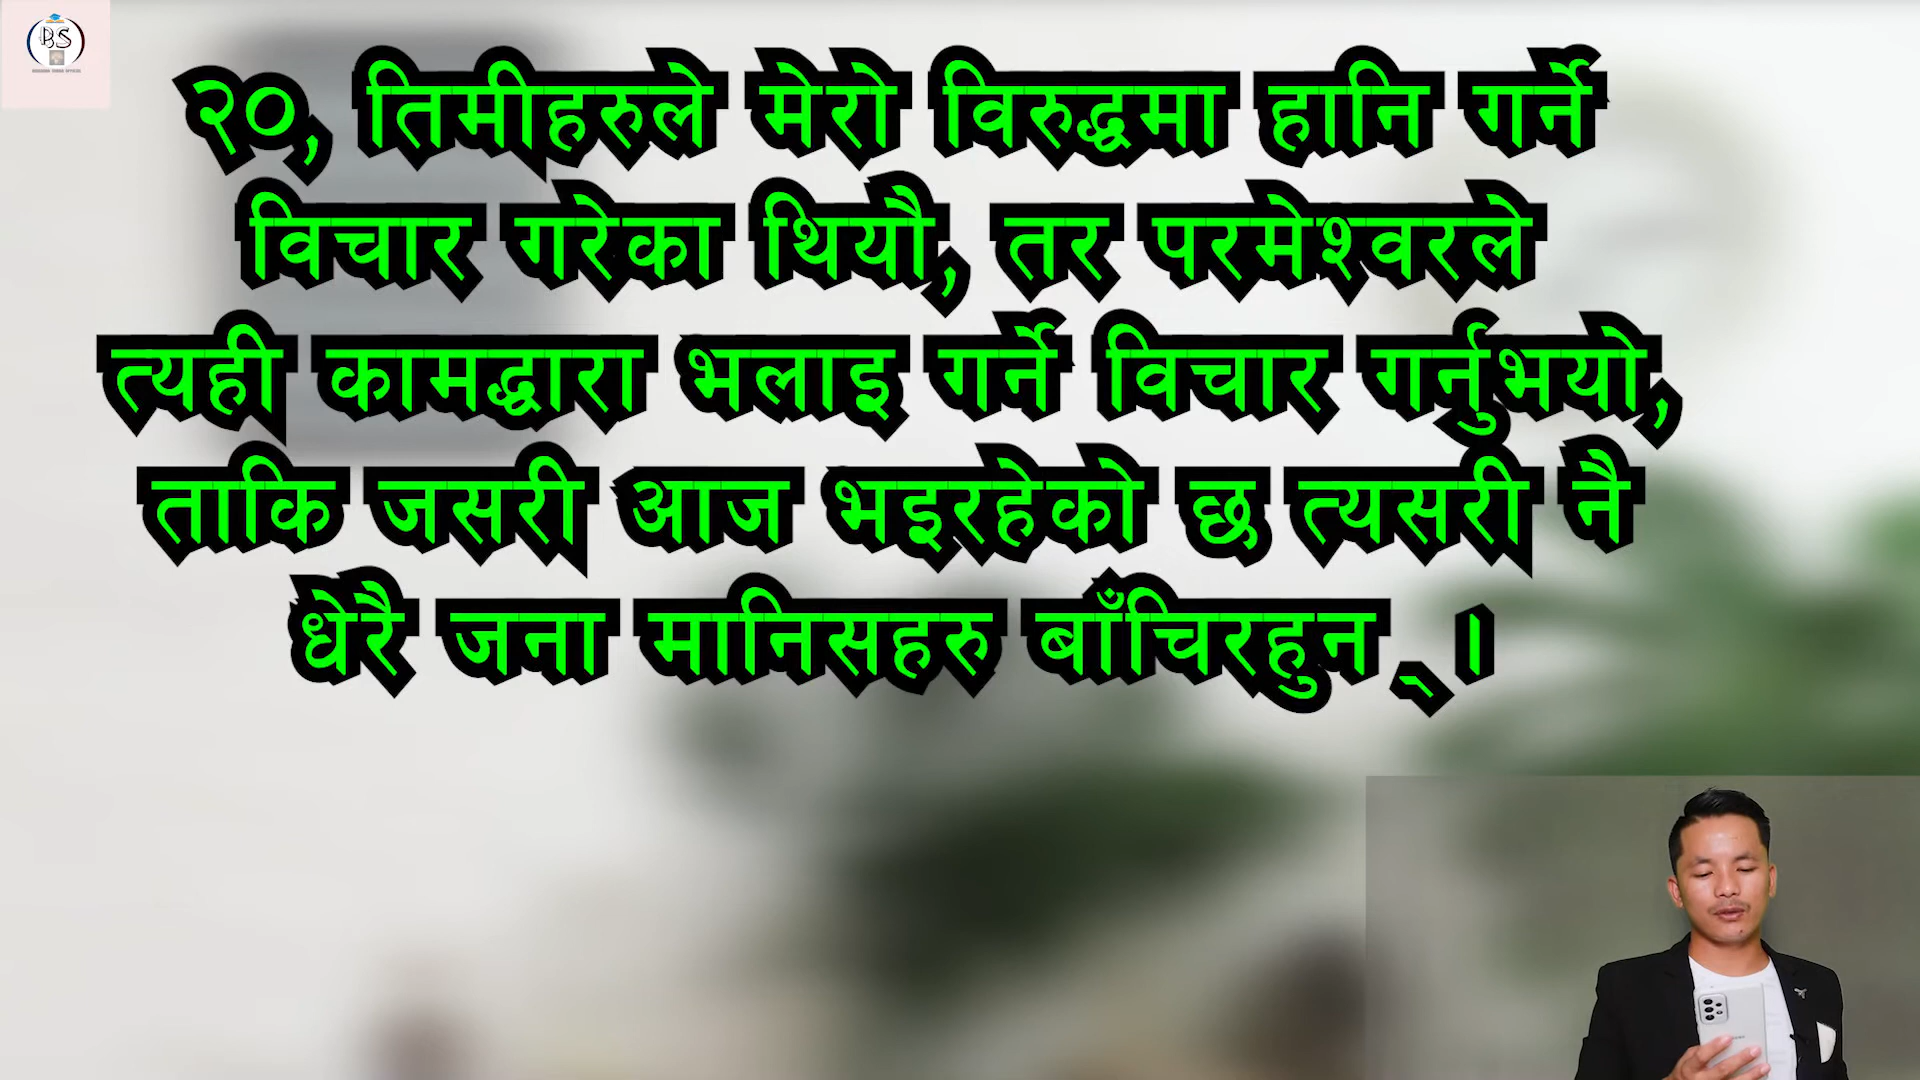 BS
२०, तिमीहरुले मेरो विरुद्धमा हानि गर्ने
विचार गरेका थियौ, तर परमेश्वरले
त्यही कामद्धारा भलाइ गर्ने विचार गर्नुभयो,
ताकि जसरी आज भइरहेको छ त्यसरी नै
धेरै जना मानिसहरु बाँचिरहुन ्।